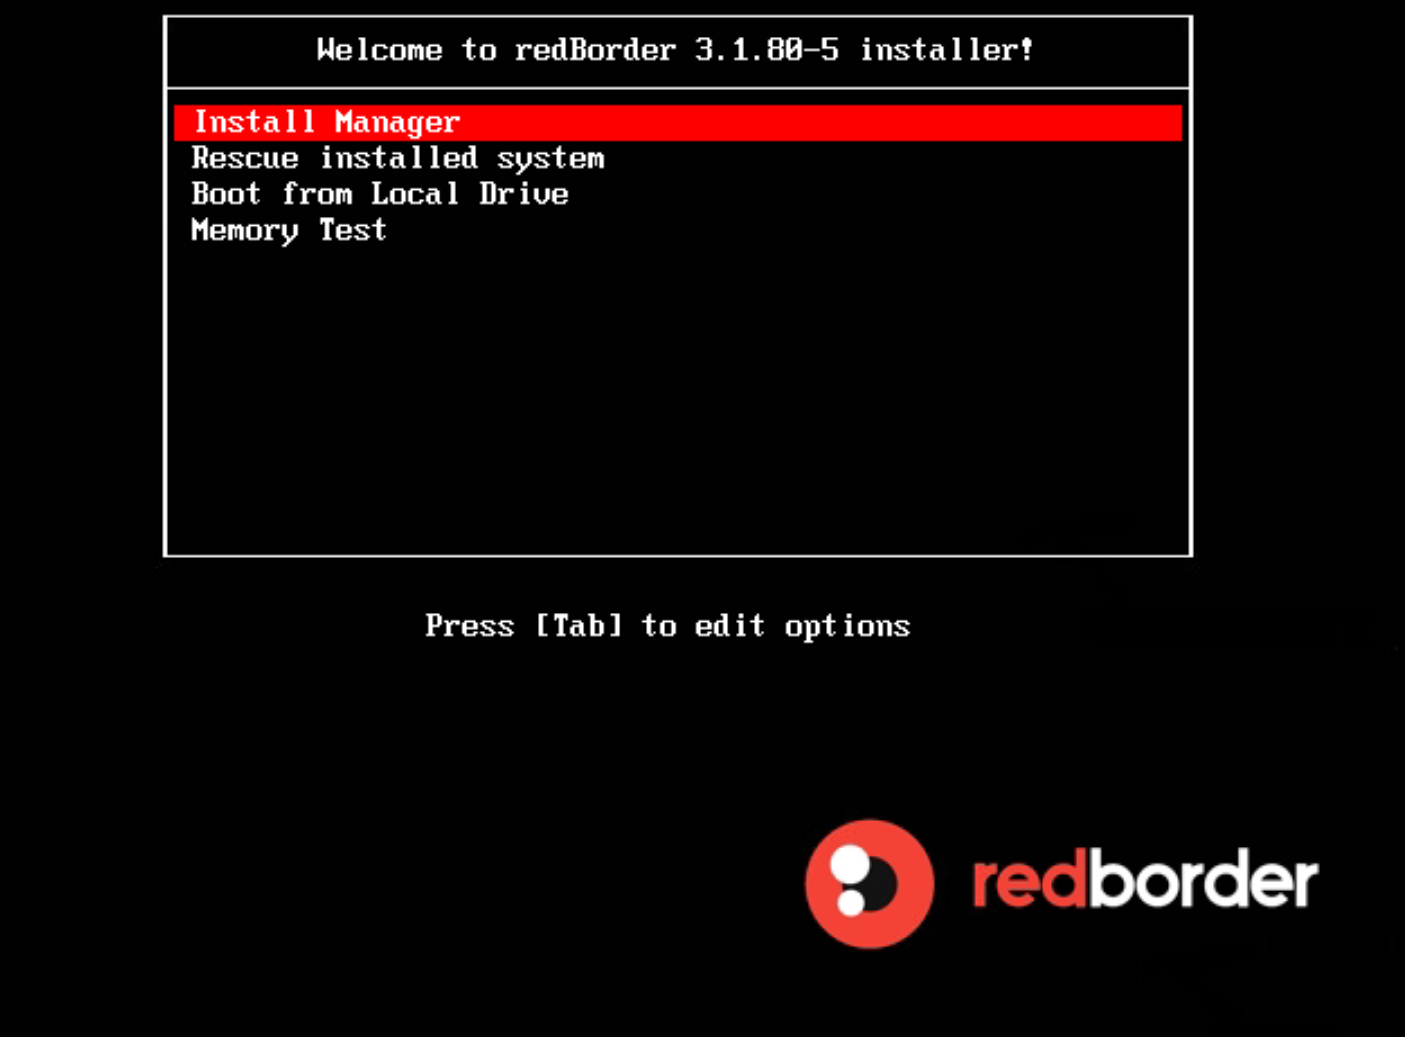 Welcome to redBorder 3.1.80-5 installer!
Install Manager
Rescue installed system
Boot from Local Drive
Memory Test
Press [Tab] to edit options
redborder